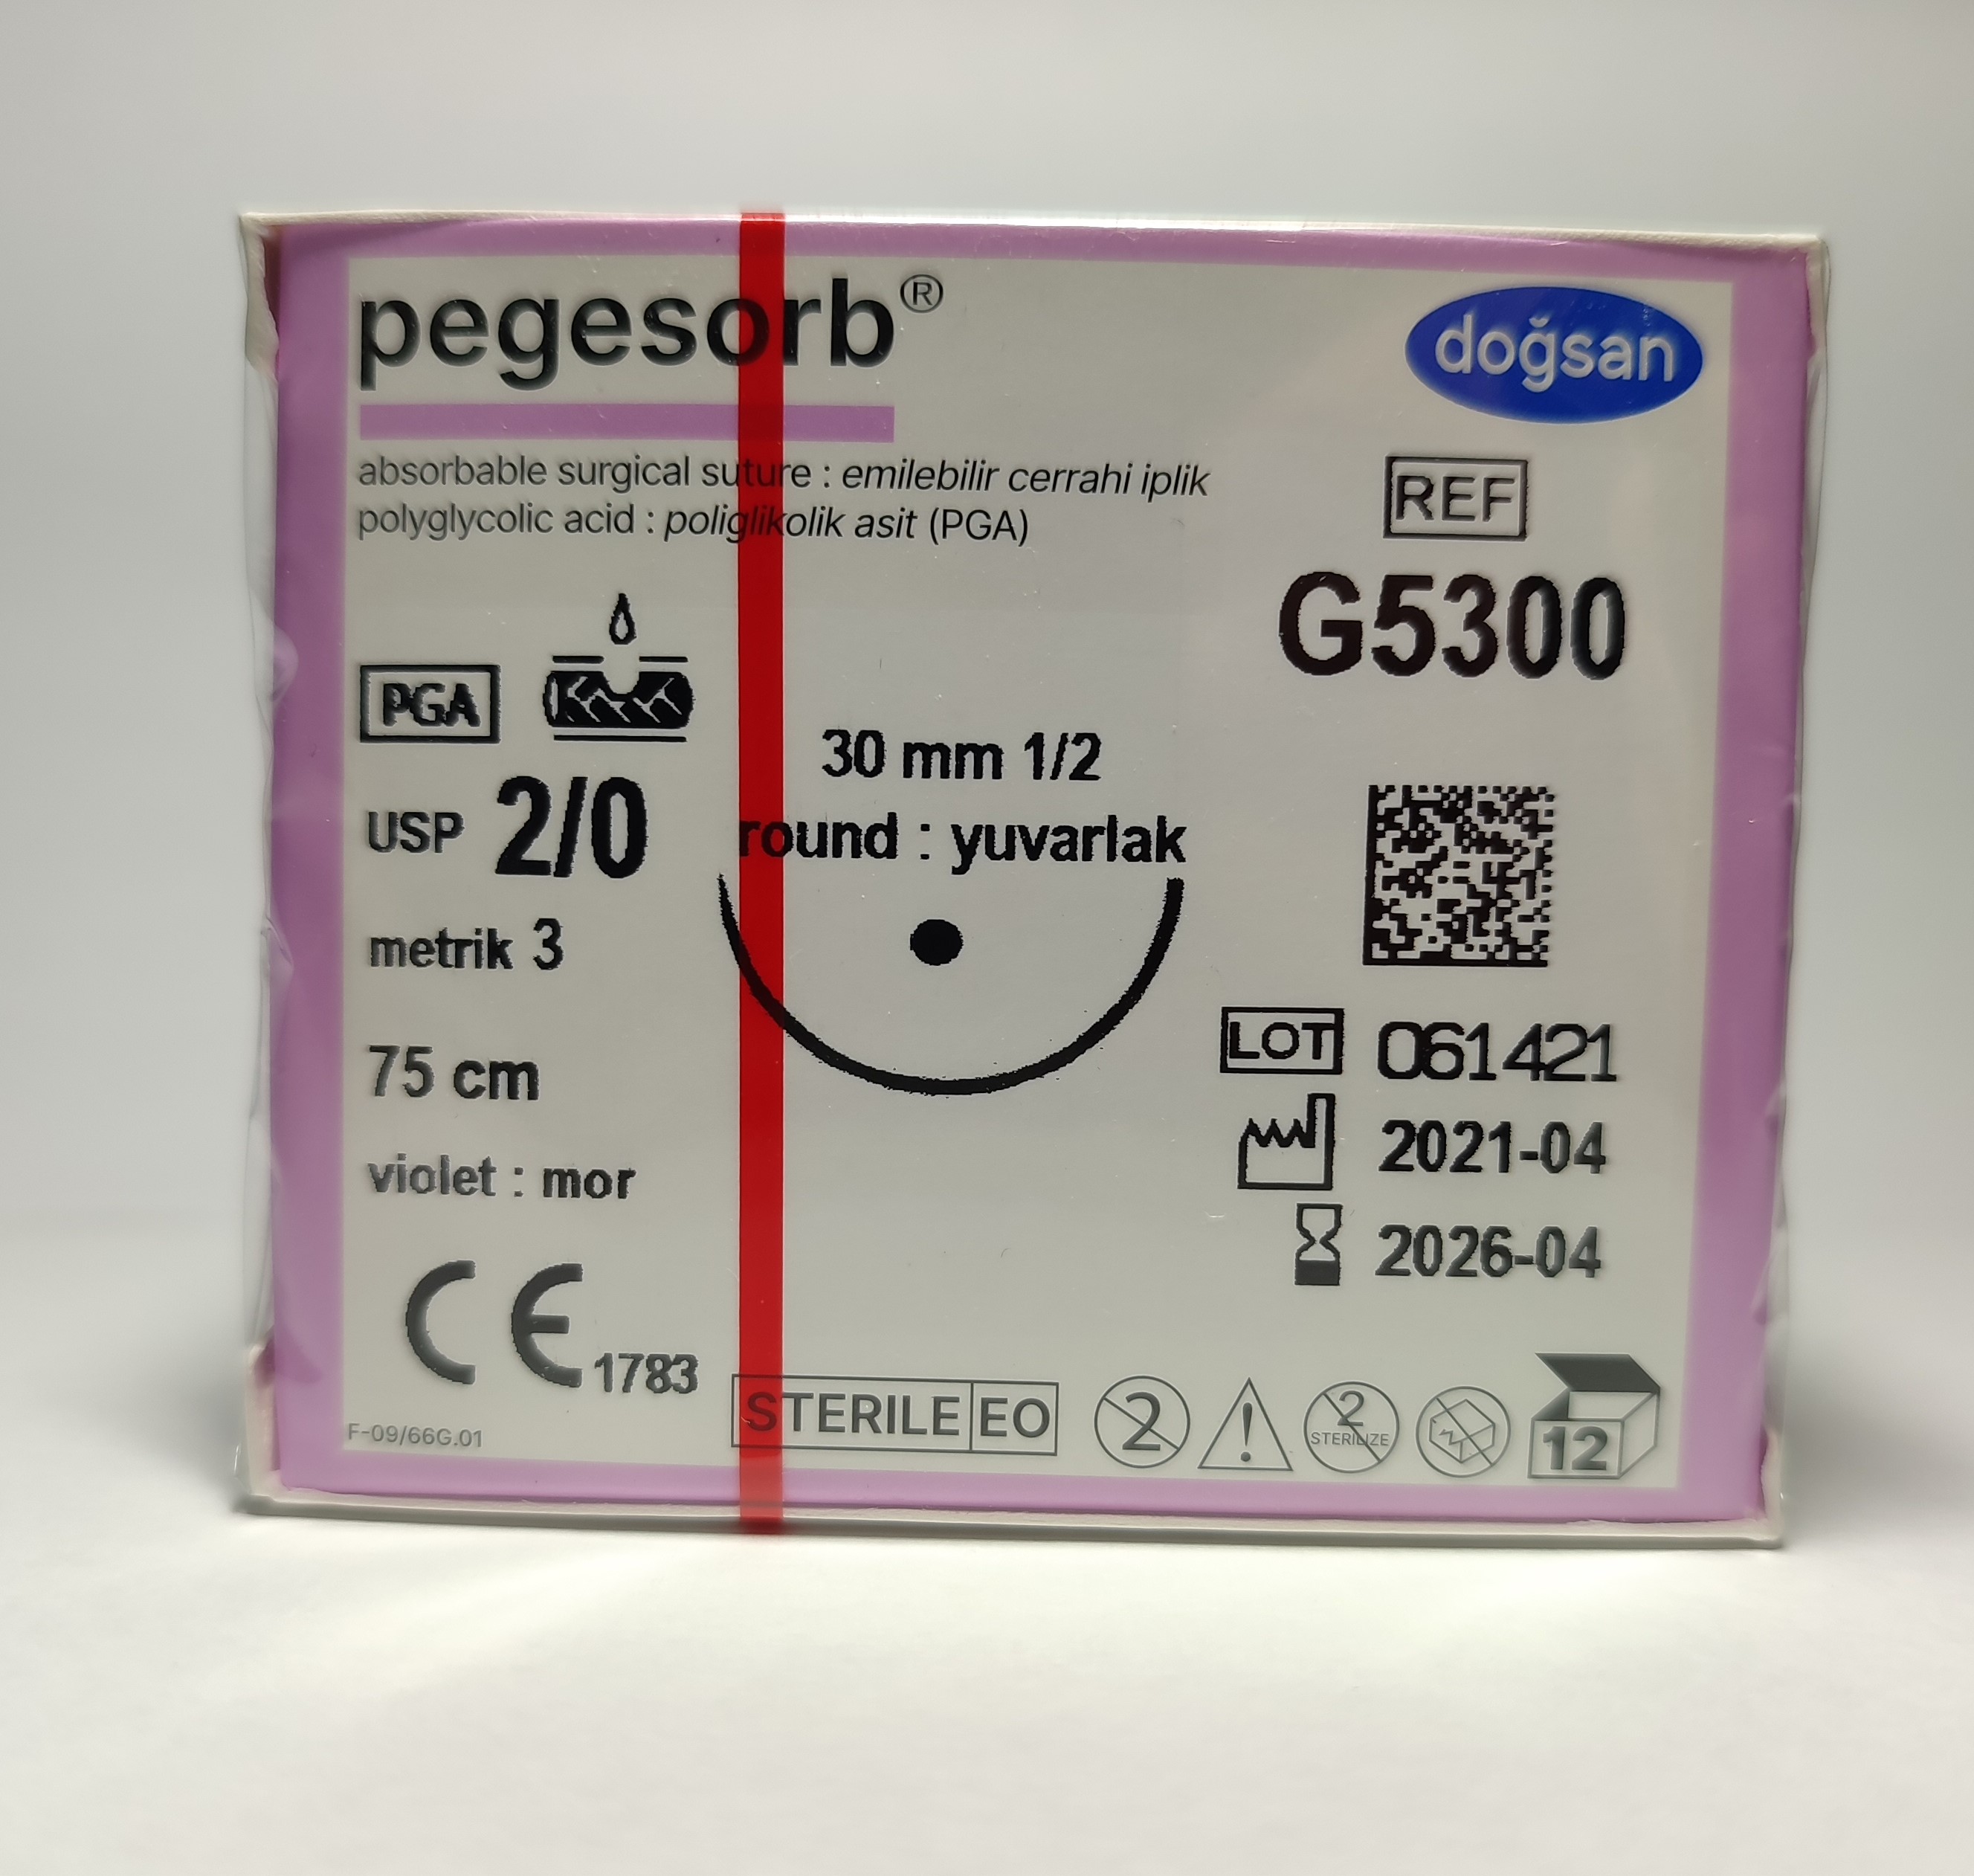 pegesorb®
doğsan
absorbable surgical suture : emilebilir cerrahi iplik
polyglycolic acid : poliglikolik asit (PGA)
REF
G5300
PGA
30 mm 1/2
round : yuvarlak
USP 2/0
metrik 3
75 cm
violet : mor
LOT 061421
2021-04
2026-04
CE 1783
STERILE EO
2
2
STERILIZE
12
F-09/66G.01